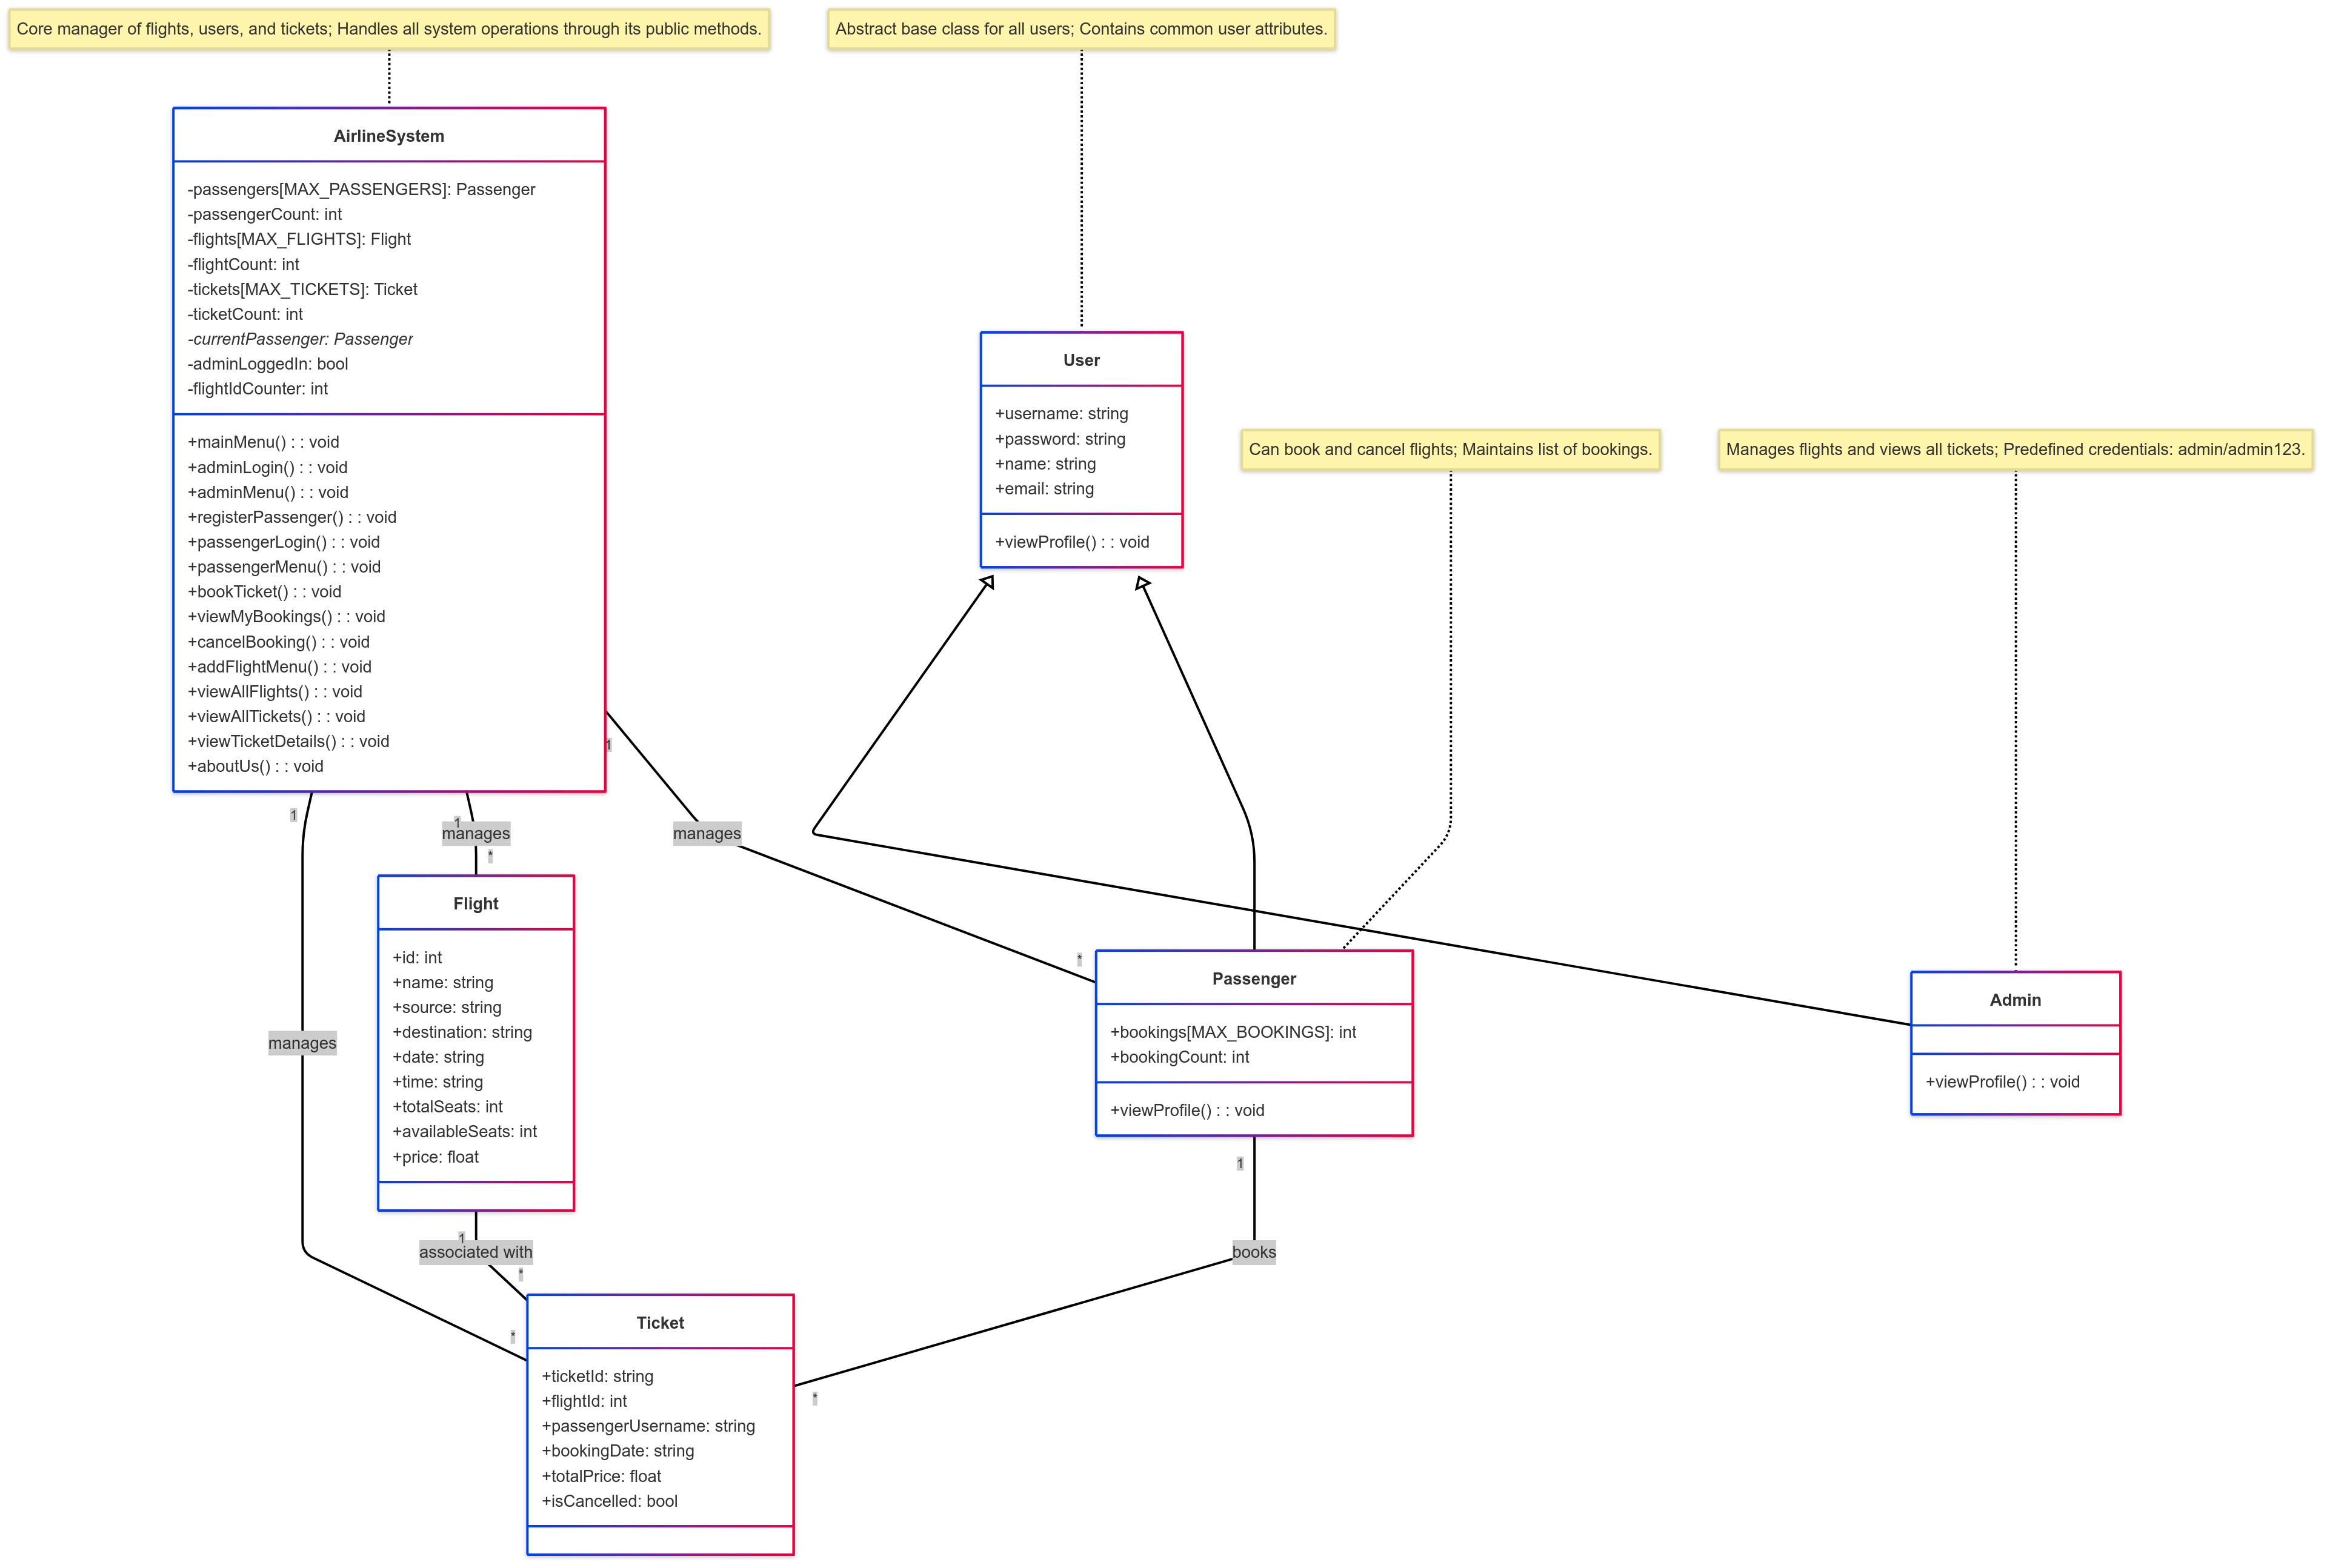 Core manager of flights, users, and tickets; Handles all system operations through its public methods.
Abstract base class for all users; Contains common user attributes.
AirlineSystem
-passengers[MAX_PASSENGERS]: Passenger
-passengerCount: int
-flights[MAX_FLIGHTS]: Flight
-flightCount: int
-tickets[MAX_TICKETS]: Ticket
-ticketCount: int
-currentPassenger: Passenger
-adminLoggedIn: bool
-flightIdCounter: int
+mainMenu() : : void
+adminLogin() : : void
+adminMenu() : : void
+registerPassenger() : : void
+passengerLogin() : : void
+passengerMenu() : : void
+bookTicket() : : void
+viewMyBookings() : : void
+cancelBooking() : : void
+addFlightMenu() : : void
+viewAllFlights() : : void
+viewAllTickets() : : void
+viewTicketDetails() : : void
+aboutUs() : : void
User
+username: string
+password: string
+name: string
+email: string
+viewProfile() : : void
Can book and cancel flights; Maintains list of bookings.
Manages flights and views all tickets; Predefined credentials: admin/admin123.
1
manages
*
1
manages
*
1
manages
*
Flight
+id: int
+name: string
+source: string
+destination: string
+date: string
+time: string
+totalSeats: int
+availableSeats: int
+price: float
Passenger
+bookings[MAX_BOOKINGS]: int
+bookingCount: int
+viewProfile() : : void
Admin
+viewProfile() : : void
1
associated with
*
1
books
*
Ticket
+ticketId: string
+flightId: int
+passengerUsername: string
+bookingDate: string
+totalPrice: float
+isCancelled: bool